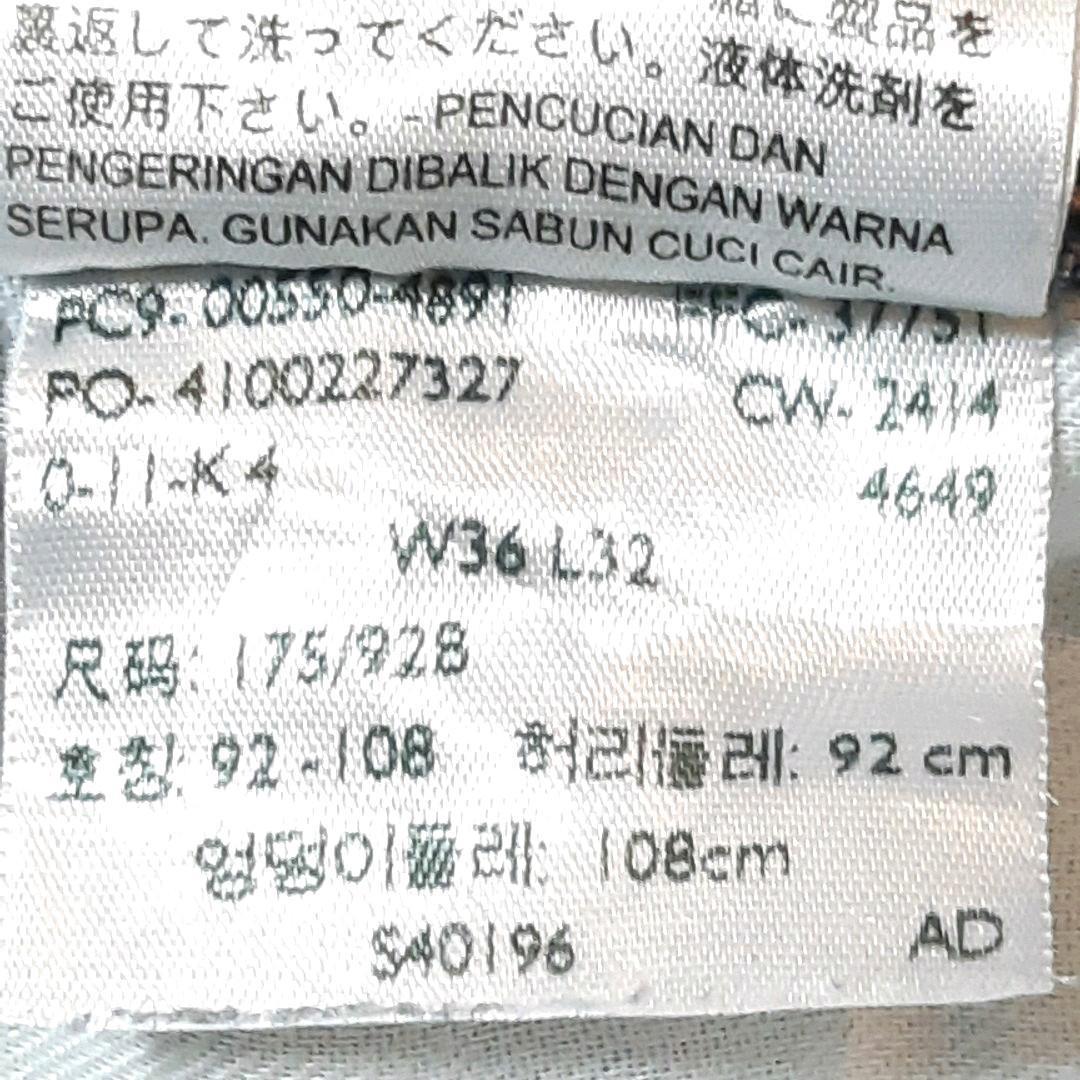 裏返して洗ってください。液体洗剤を
製品を
ご使用下さい。- PENCUCIAN DAN
PENGERINGAN DIBALIK DENGAN WARNA
SERUPA. GUNAKAN SABUN CUCI CAIR.
PC9- 00550-4891
PO- 4100227327 CW- 2414
0-11-K4 4649
W36 L32
尺码: 175/92B
호칭: 92 -108 허리둘레: 92 cm
엉덩이둘레: 108cm
S40196 AD